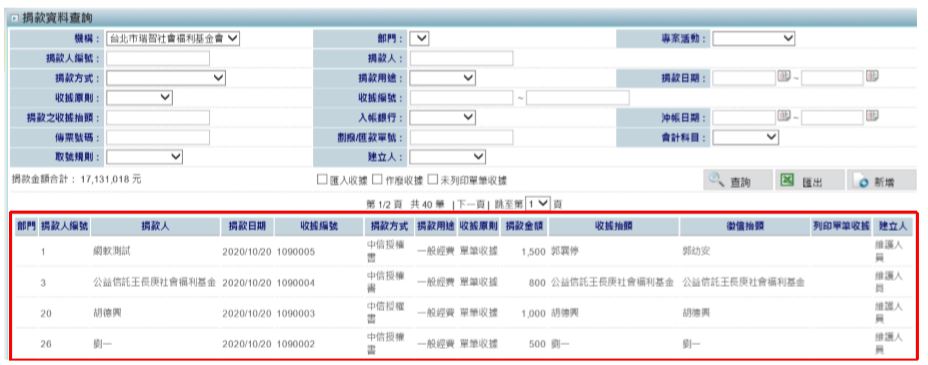 捐款資料查詢
機構： 台北市瑞智社會福利基金會 部門： 專案活動：
捐款人編號： 捐款人：
捐款方式： 捐款用途： 捐款日期： ~
收據原則： 收據編號： ~
捐款之收據抬頭： 入帳銀行： 沖帳日期： ~
傳票號碼： 劃撥/匯款單號： 會計科目：
取號規則： 建立人：
捐款金額合計： 17,131,018 元 匯入收據 作廢收據 未列印單筆收據 查詢 匯出 新增
第 1/2 頁 共 40 筆 |下一頁| 跳至第 1 頁
部門 捐款人編號 捐款人 捐款日期 收據編號 捐款方式 捐款用途 收據原則 捐款金額 收據抬頭 徵信抬頭 列印單筆收據 建立人
1 網軟測試 2020/10/20 1090005 中信授權書 一般經費 單筆收據 1,500 郭 郭幼安 維護人員
3 公益信託王長庚社會福利基金 2020/10/20 1090004 中信授權書 一般經費 單筆收據 800 公益信託王長庚社會福利基金 公益信託王長庚社會福利基金 維護人員
20 胡德興 2020/10/20 1090003 中信授權書 一般經費 單筆收據 1,000 胡德興 胡德興 維護人員
26 劉一 2020/10/20 1090002 中信授權書 一般經費 單筆收據 500 劉一 劉一 維護人員